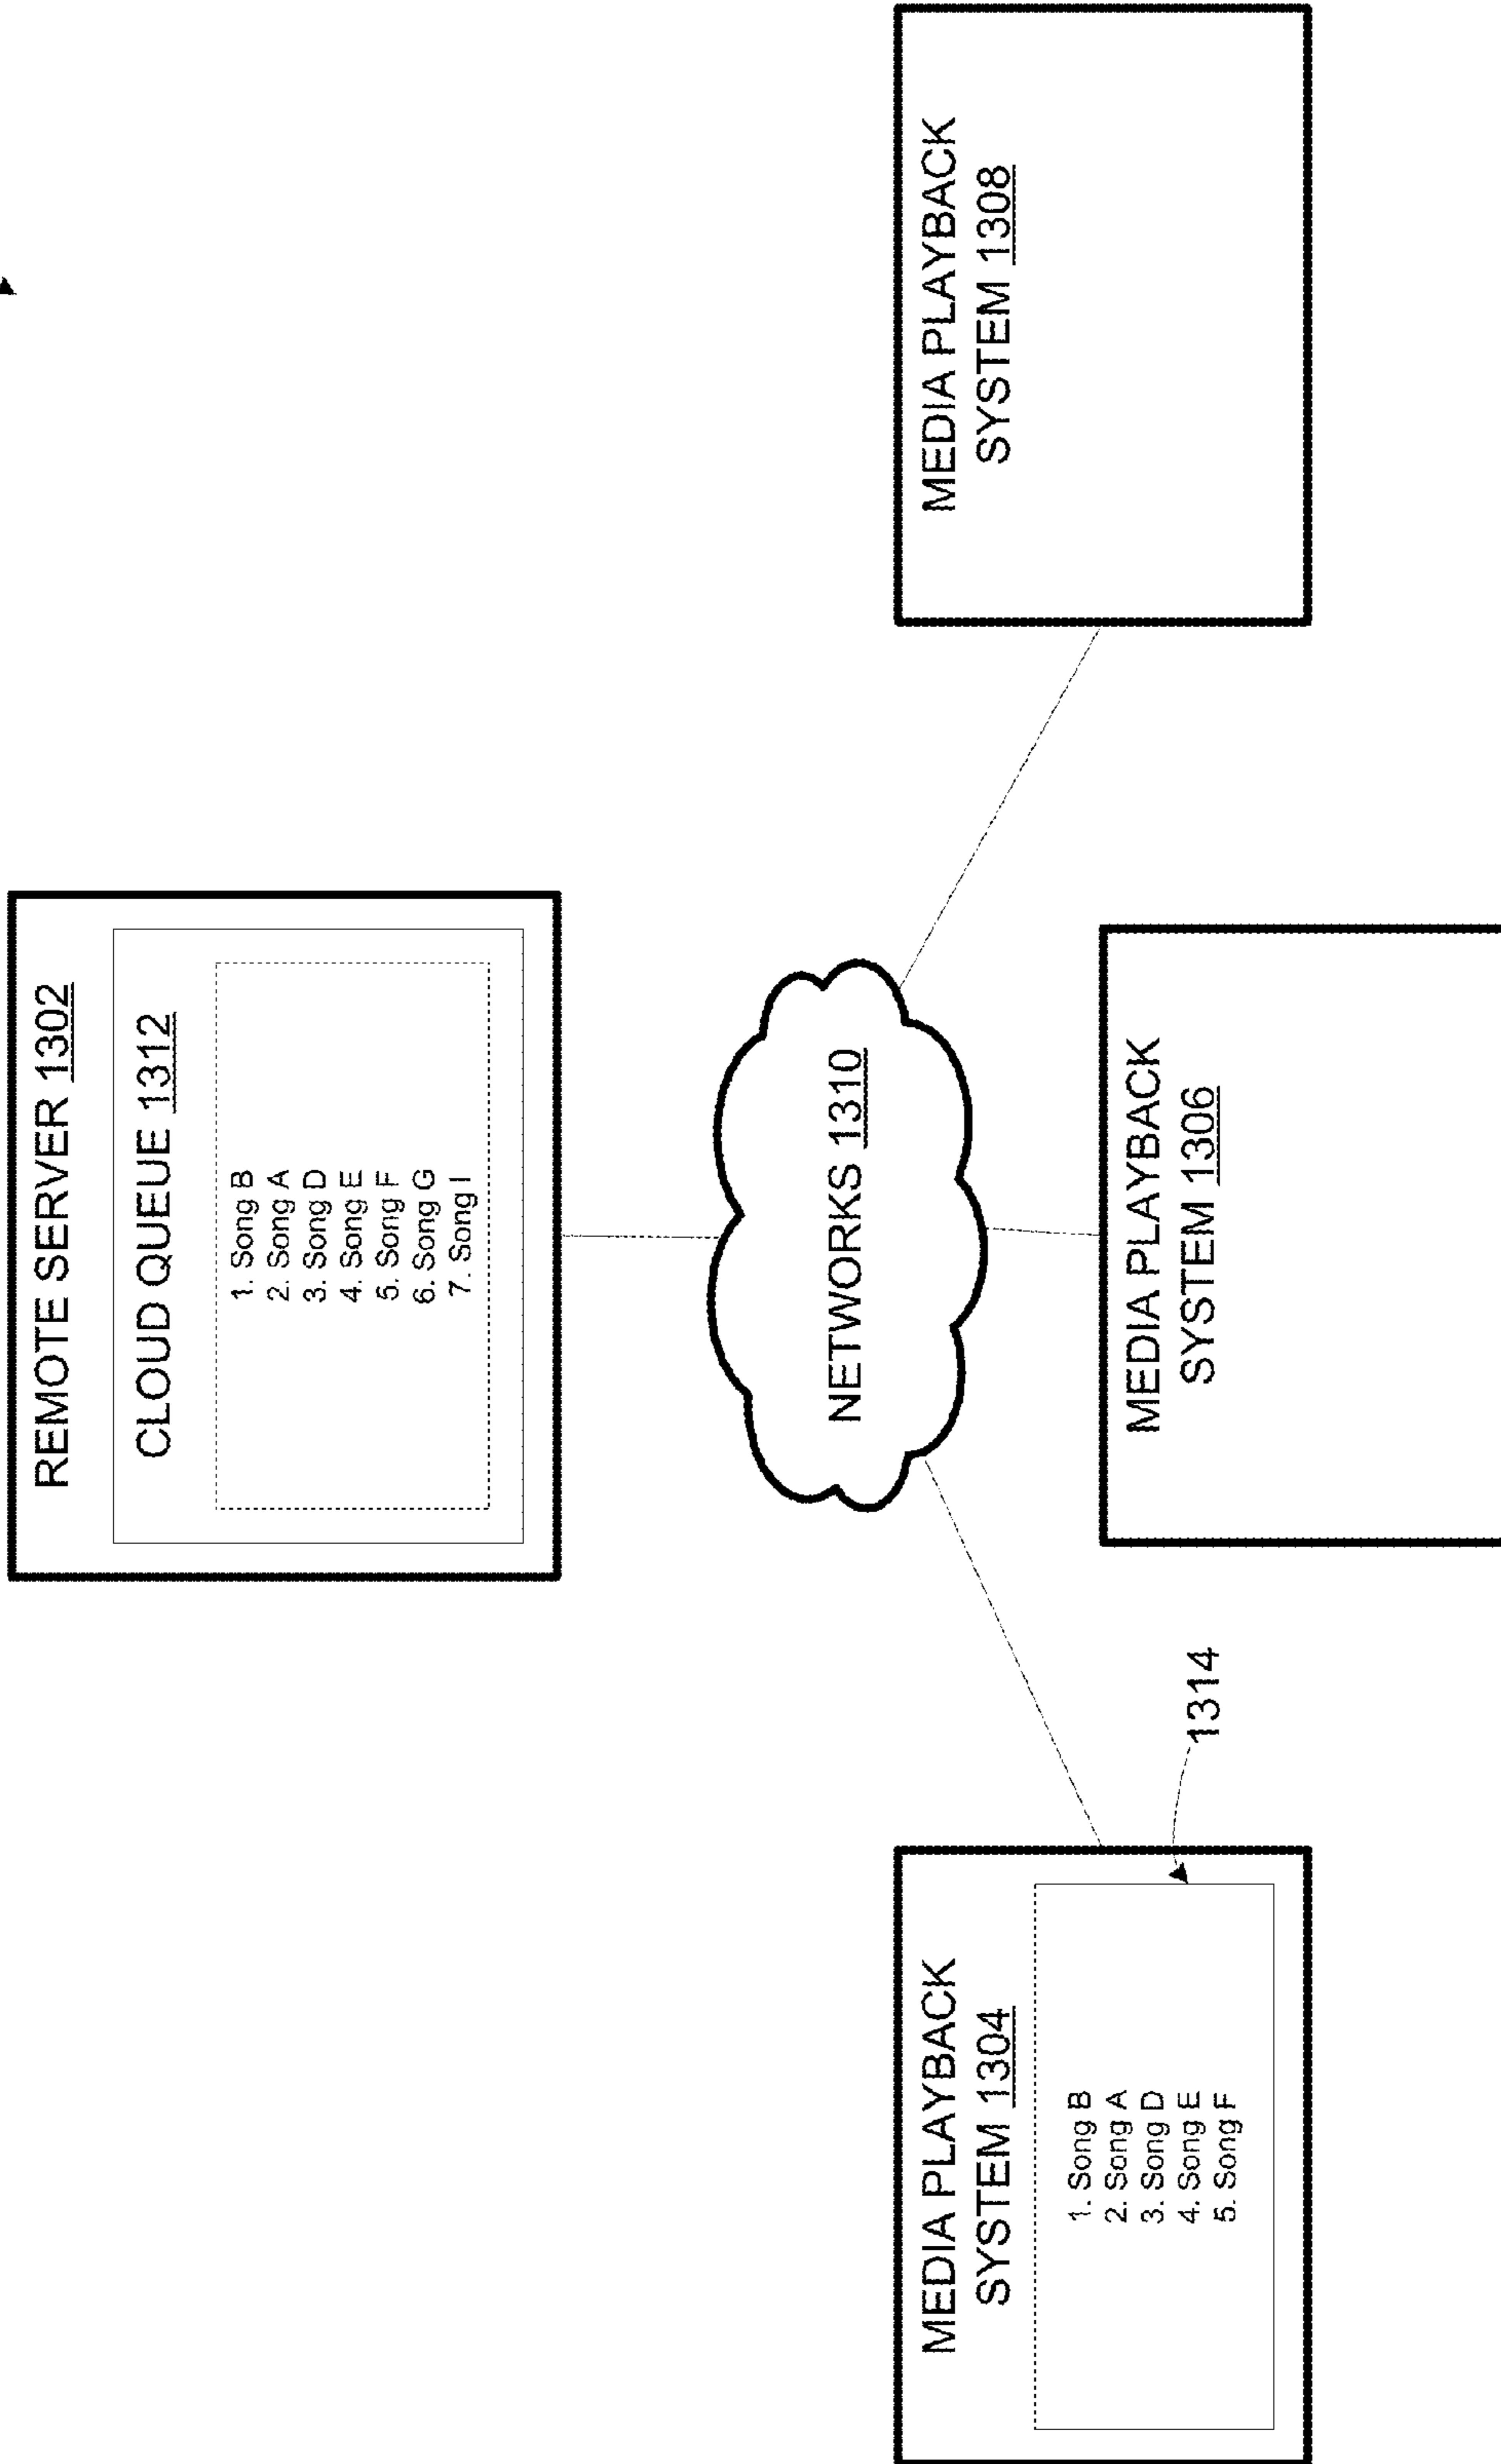 REMOTE SERVER 1302
CLOUD QUEUE 1312
1. Song B
2. Song A
3. Song D
4. Song E
5. Song F
6. Song G
7. Song I
NETWORKS 1310
MEDIA PLAYBACK
SYSTEM 1304
1. Song B
2. Song A
3. Song D
4. Song E
5. Song F
1314
MEDIA PLAYBACK
SYSTEM 1306
MEDIA PLAYBACK
SYSTEM 1308